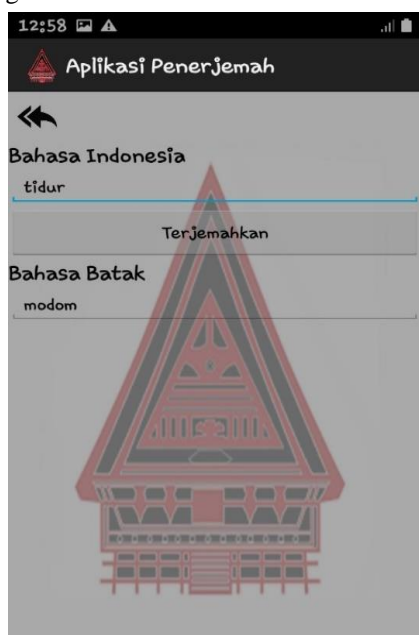 12:58
Aplikasi Penerjemah
Bahasa Indonesia
tidur
Terjemahkan
Bahasa Batak
modom